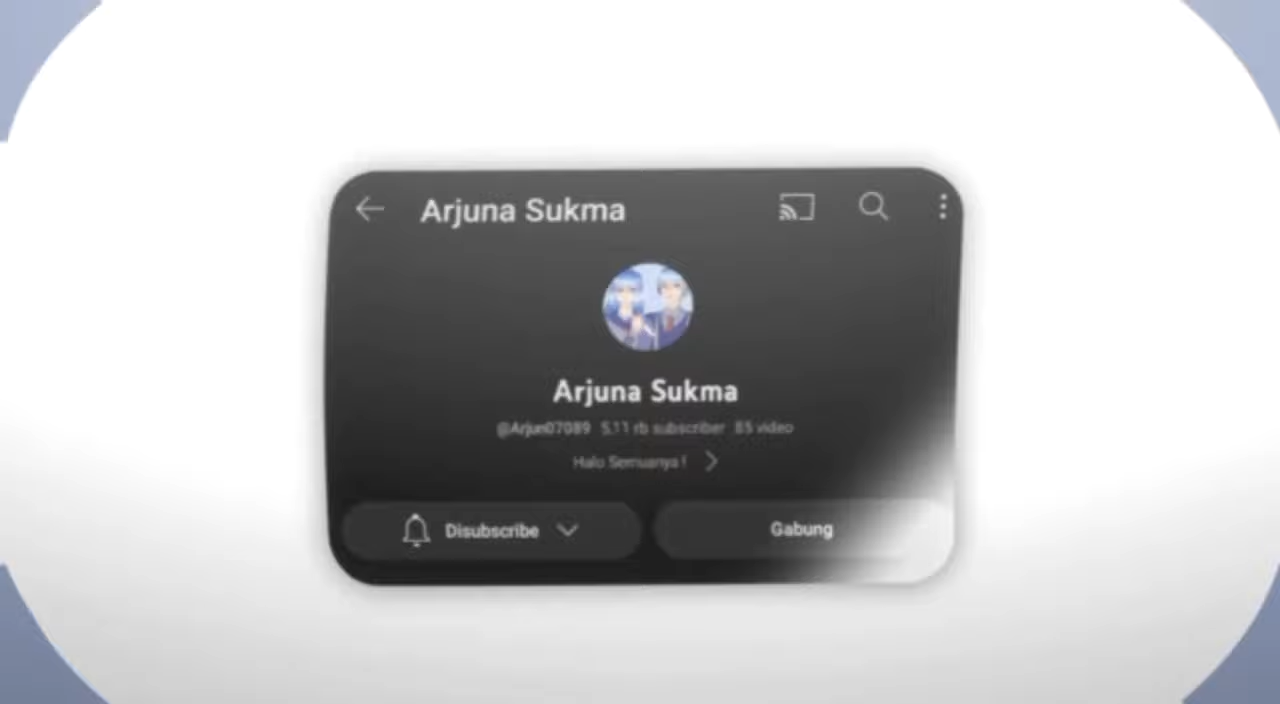 Arjuna Sukma
Arjuna Sukma
@Arjun07089 5,11 rb subscriber 85 video
Halo Semuanya !
Disubscribe
Gabung